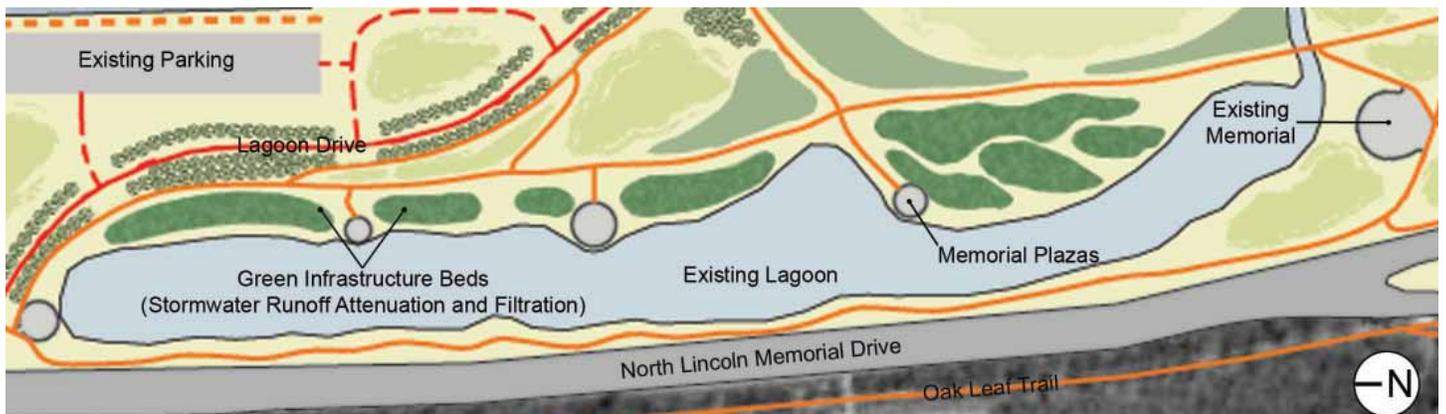 Existing Parking
Lagoon Drive
Existing
Memorial
Green Infrastructure Beds
(Stormwater Runoff Attenuation and Filtration)
Existing Lagoon
Memorial Plazas
North Lincoln Memorial Drive
Oak Leaf Trail
N